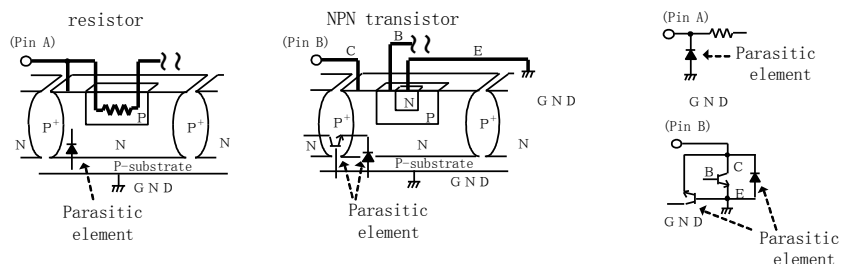 resistor
(Pin A)
P+
P
P+
N
N
N
P-substrate
GND
Parasitic
element
NPN transistor
(Pin B)
C
B
E
GND
N
P+
P
P+
N
N
N
P-substrate
GND
Parasitic
element
(Pin A)
Parasitic
element
GND
(Pin B)
C
B
E
GND
Parasitic
element